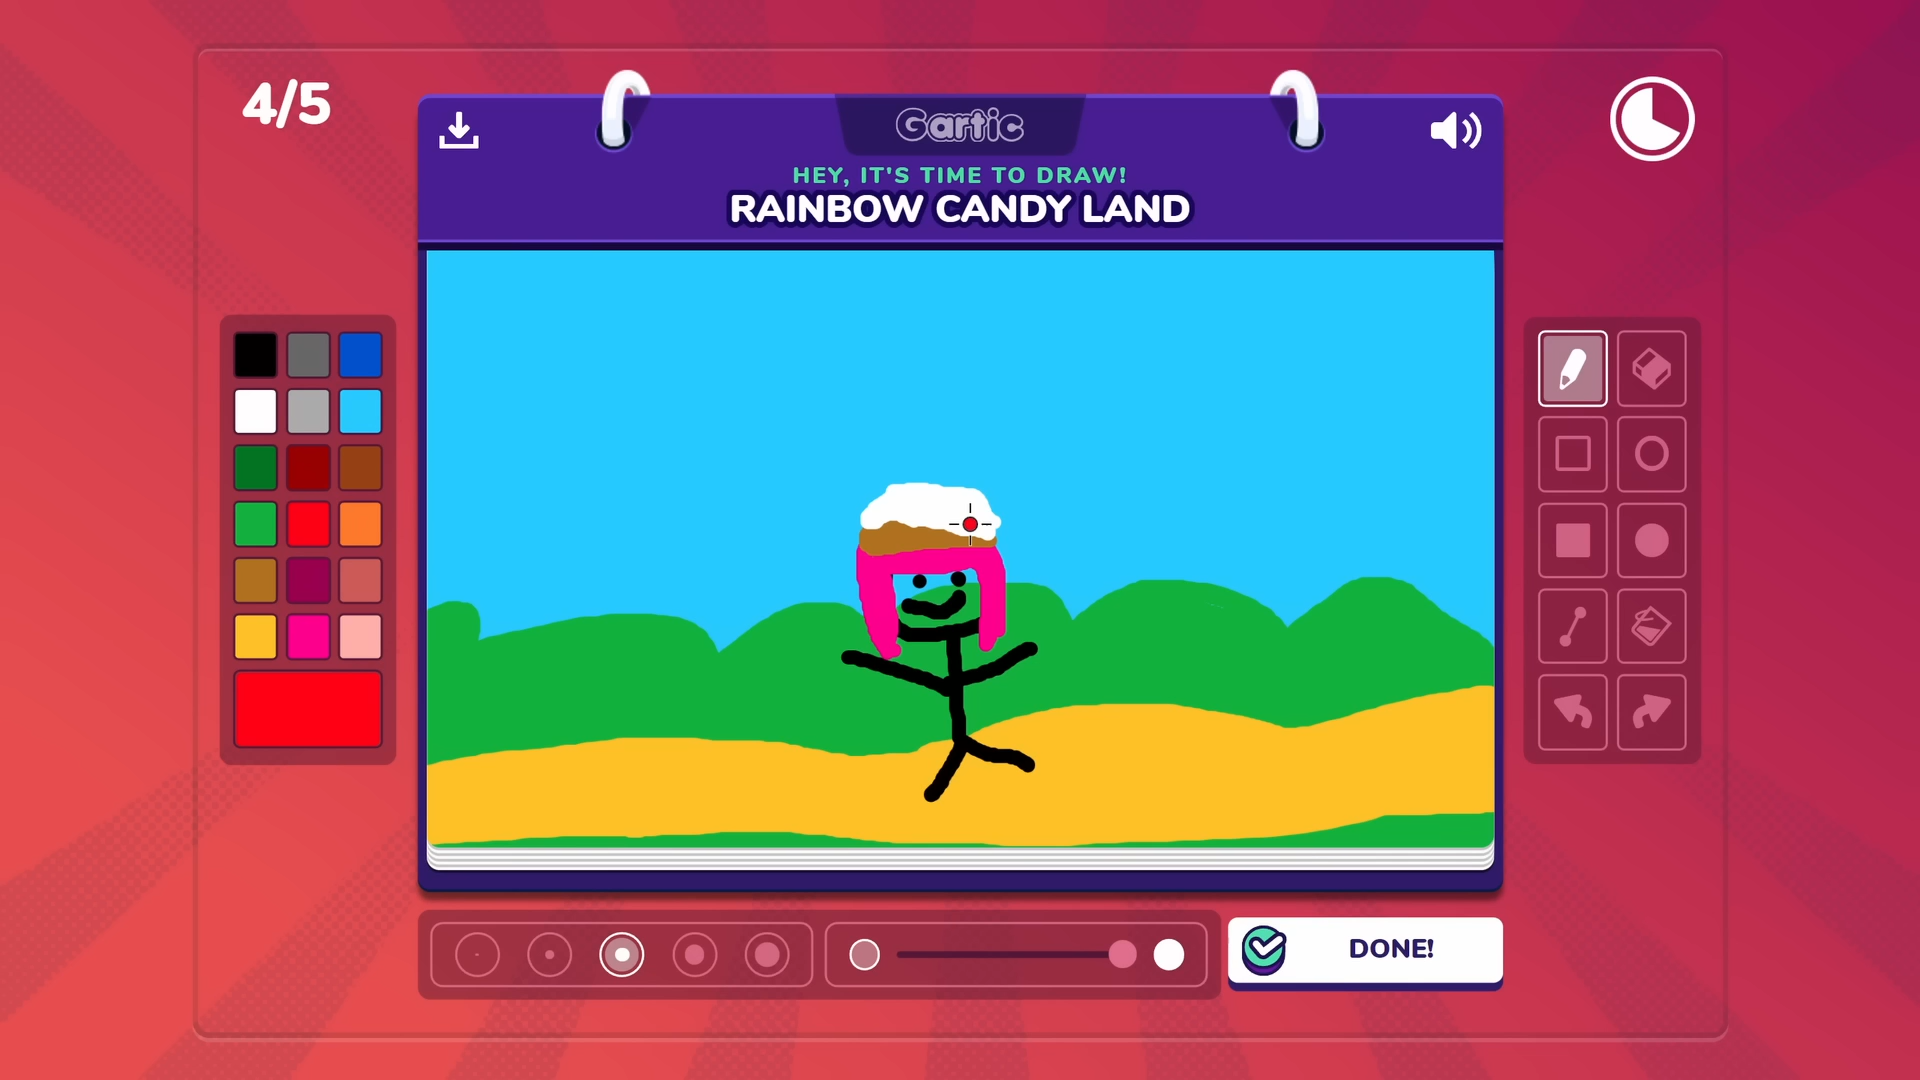 4/5
Gartic
HEY, IT'S TIME TO DRAW!
RAINBOW CANDY LAND
DONE!